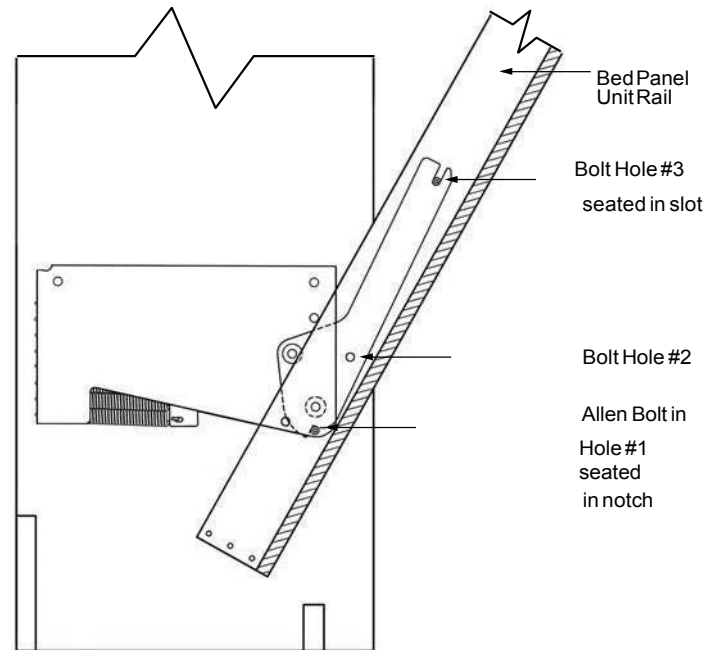 Bed Panel
Unit Rail
Bolt Hole #3
seated in slot
Bolt Hole #2
Allen Bolt in
Hole #1
seated
in notch